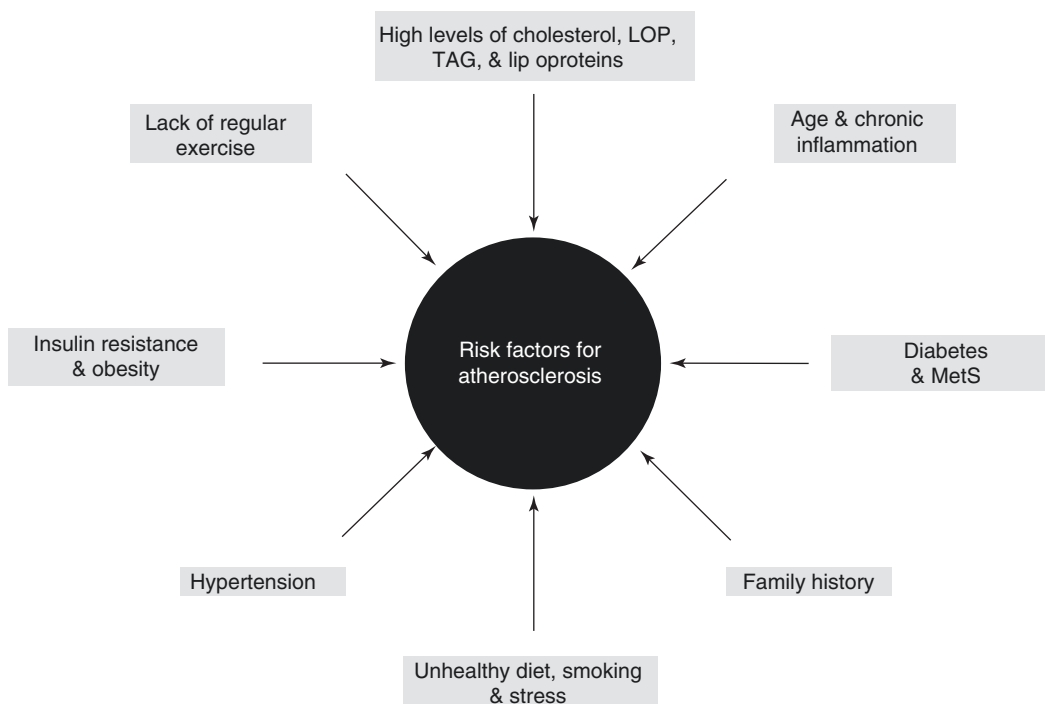 High levels of cholesterol, LOP,
TAG, & lip oproteins
Lack of regular
exercise
Age & chronic
inflammation
Insulin resistance
& obesity
Risk factors for
atherosclerosis
Diabetes
& MetS
Hypertension
Family history
Unhealthy diet, smoking
& stress